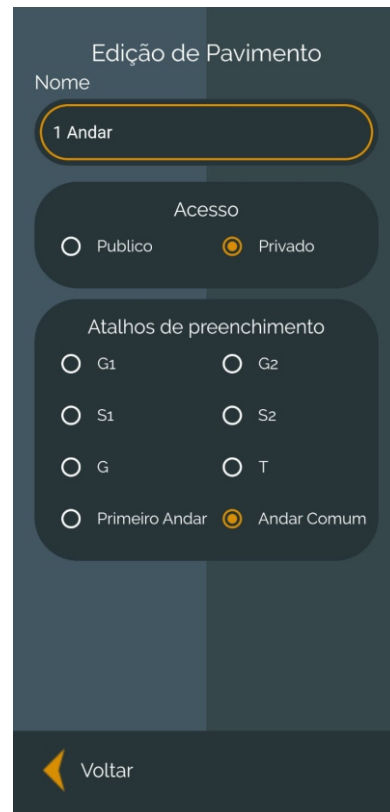 Edição de Pavimento
Nome
1 Andar
Acesso
Publico Privado
Atalhos de preenchimento
G1 G2
S1 S2
G T
Primeiro Andar Andar Comum
Voltar